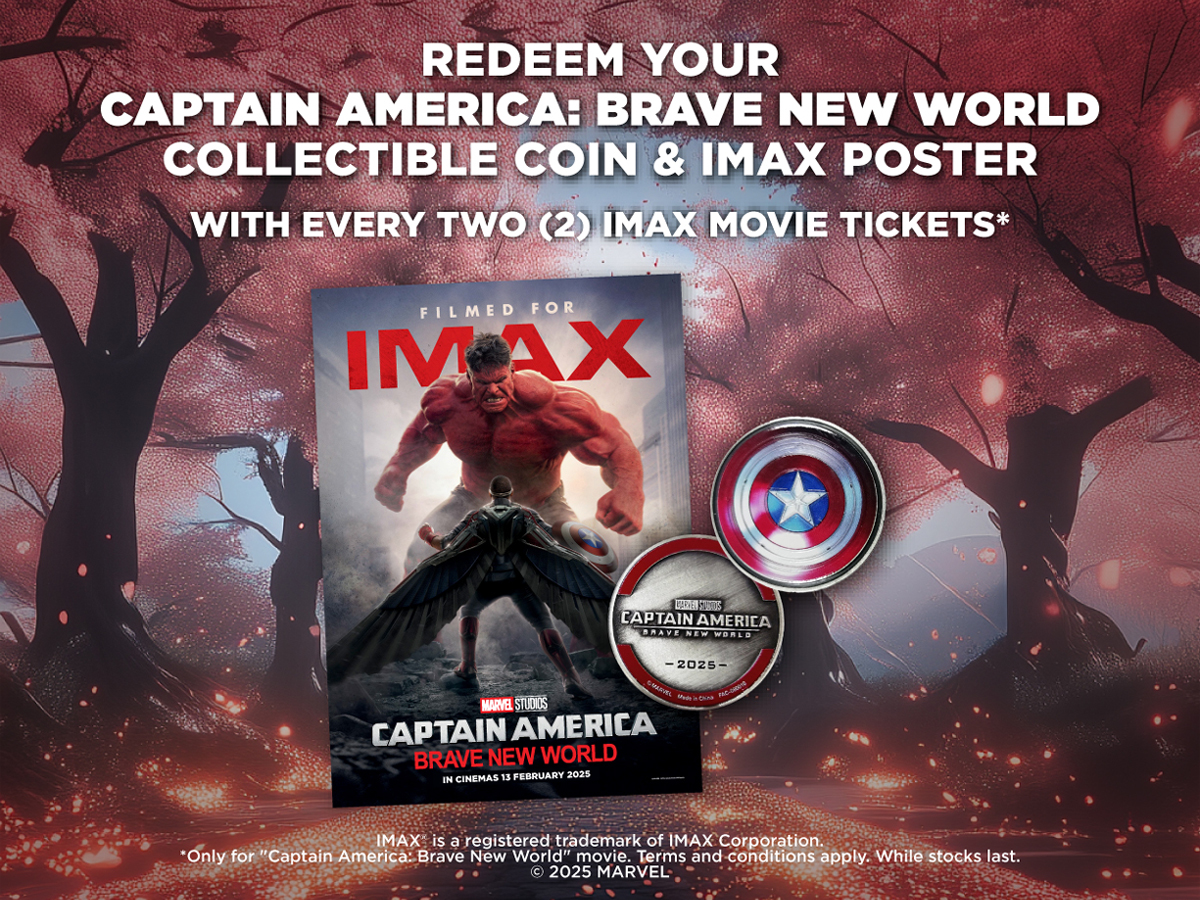 REDEEM YOUR
CAPTAIN AMERICA: BRAVE NEW WORLD
COLLECTIBLE COIN & IMAX POSTER
WITH EVERY TWO (2) IMAX MOVIE TICKETS*
FILMED FOR
IMAX
MARVEL STUDIOS
CAPTAIN AMERICA
BRAVE NEW WORLD
IN CINEMAS 13 FEBRUARY 2025
MARVEL STUDIOS
CAPTAIN AMERICA
BRAVE NEW WORLD
-2025-
© MARVEL Made in China
IMAX® is a registered trademark of IMAX Corporation.
*Only for "Captain America: Brave New World" movie. Terms and conditions apply. While stocks last.
© 2025 MARVEL